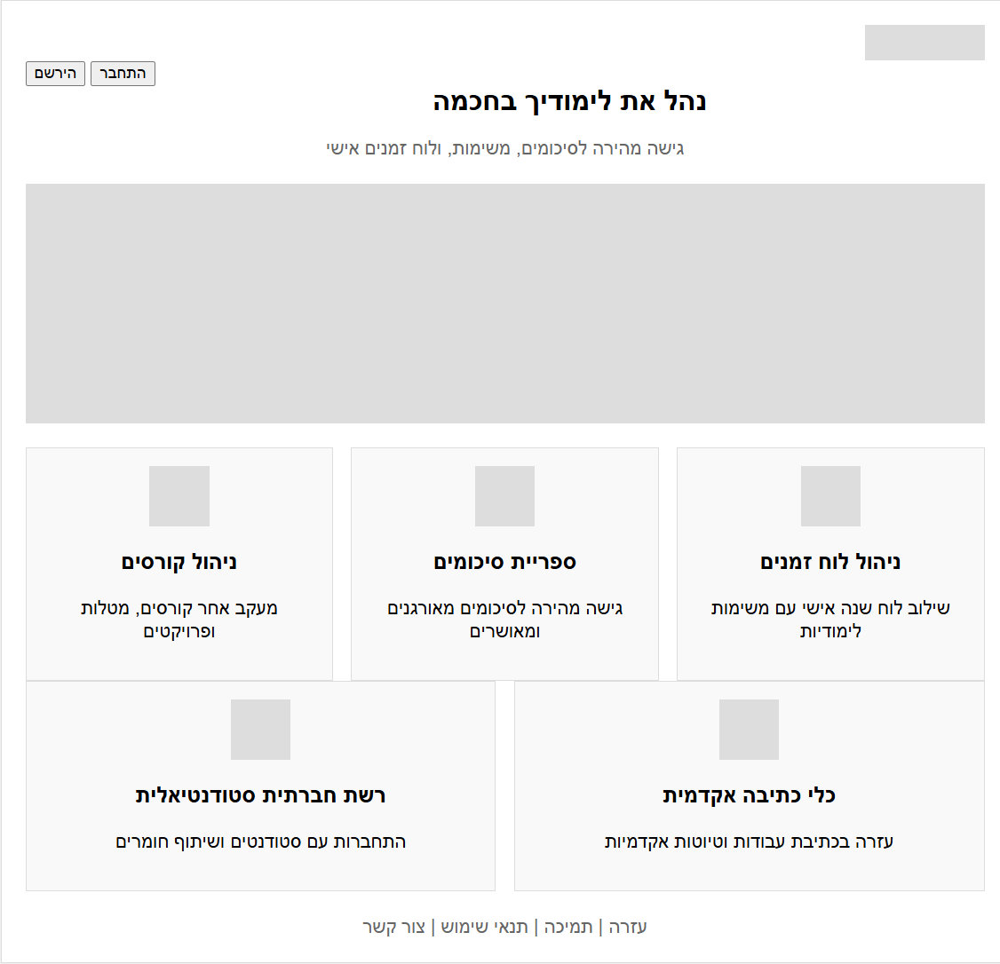 התחבר
הירשם
נהל את לימודיך בחכמה
גישה מהירה לסיכומים, משימות, ולוח זמנים אישי
ניהול לוח זמנים
שילוב לוח שנה אישי עם משימות
לימודיות
ספריית סיכומים
גישה מהירה לסיכומים מאורגנים
ומאושרים
ניהול קורסים
מעקב אחר קורסים, מטלות
ופרויקטים
כלי כתיבה אקדמית
עזרה בכתיבת עבודות וטיוטות אקדמיות
רשת חברתית סטודנטיאלית
התחברות עם סטודנטים ושיתוף חומרים
עזרה | תמיכה | תנאי שימוש | צור קשר